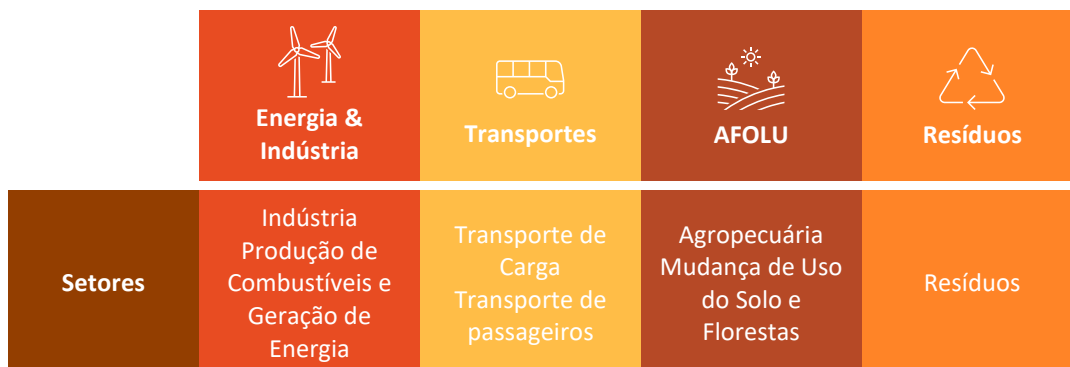 Energia &
Indústria
Transportes
AFOLU
Resíduos
Setores
Indústria
Produção de
Combustíveis e
Geração de
Energia
Transporte de
Carga
Transporte de
passageiros
Agropecuária
Mudança de Uso
do Solo e
Florestas
Resíduos